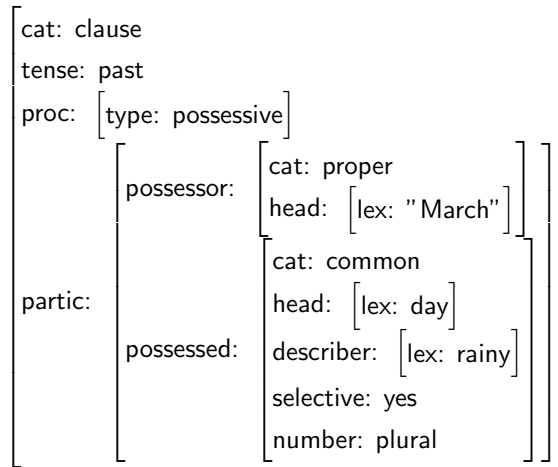 cat: clause
tense: past
proc: [type: possessive]
possessor: [cat: proper
head: [lex: "March"]]
partic:
possessed: [cat: common
head: [lex: day]
describer: [lex: rainy]
selective: yes
number: plural]